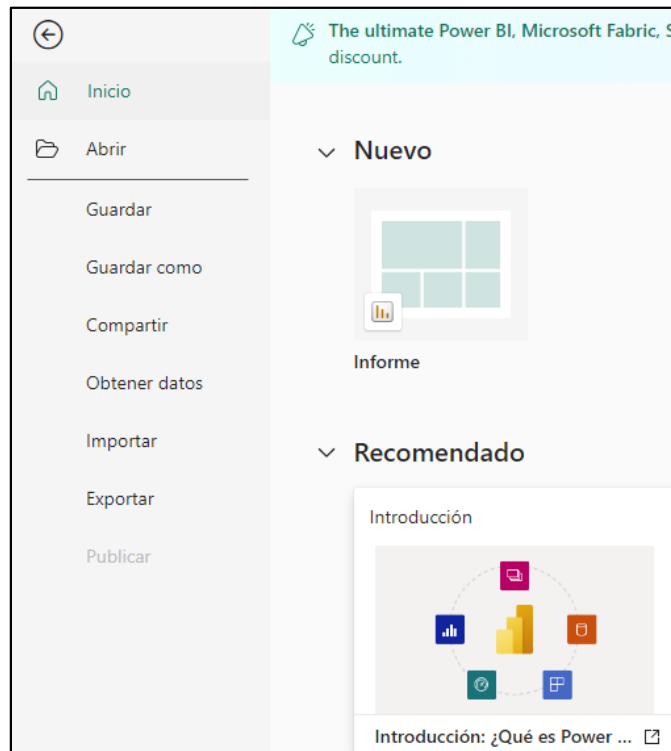 The ultimate Power BI, Microsoft Fabric, S
discount.
Inicio
Abrir
Guardar
Guardar como
Compartir
Obtener datos
Importar
Exportar
Publicar
Nuevo
Informe
Recomendado
Introducción
Introducción: ¿Qué es Power ...